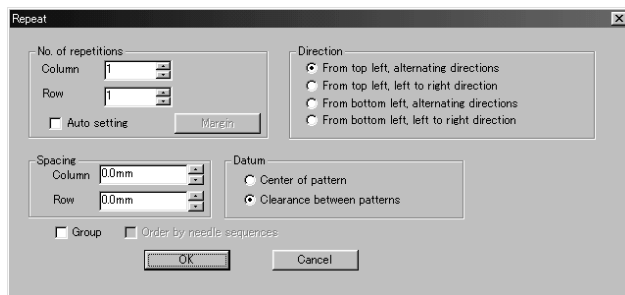 Repeat
No. of repetitions
Column 1
Row 1
Auto setting Margin
Direction
From top left, alternating directions
From top left, left to right direction
From bottom left, alternating directions
From bottom left, left to right direction
Spacing
Column 0.0mm
Row 0.0mm
Datum
Center of pattern
Clearance between patterns
Group Order by needle sequences
OK Cancel